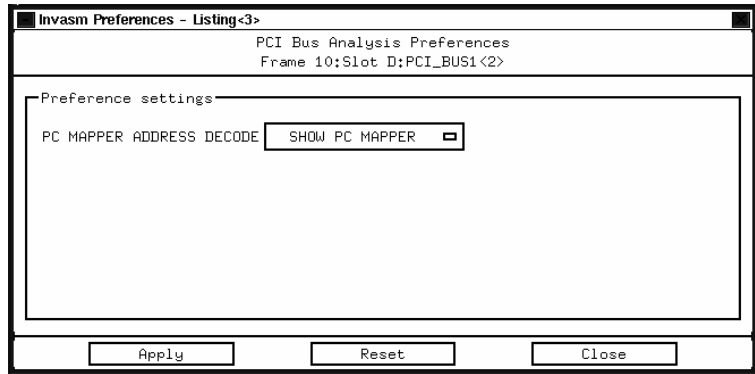 Invasm Preferences - Listing<3>
PCI Bus Analysis Preferences
Frame 10:Slot D:PCI_BUS1<2>
Preference settings
PC MAPPER ADDRESS DECODE SHOW PC MAPPER
Apply Reset Close